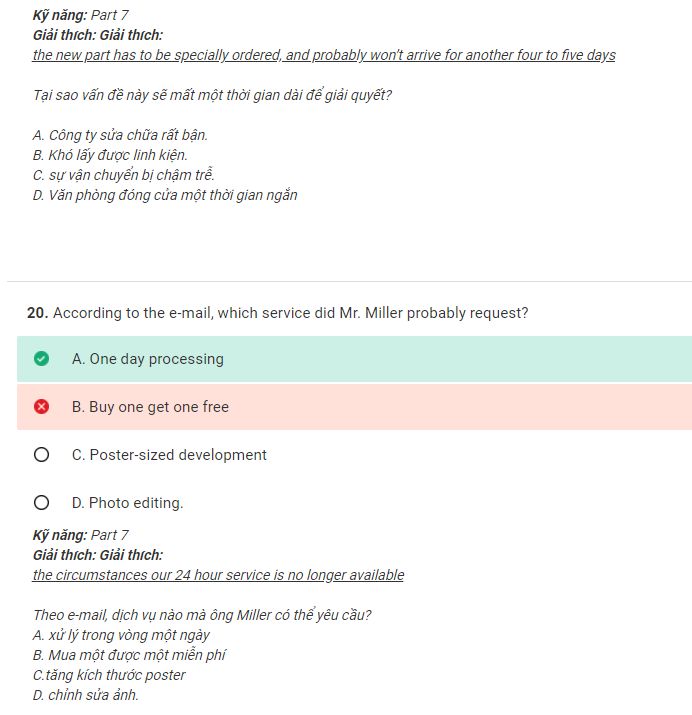 Kỹ năng: Part 7
Giải thích: Giải thích:
the new part has to be specially ordered, and probably won't arrive for another four to five days
Tại sao vấn đề này sẽ mất một thời gian dài để giải quyết?
A. Công ty sửa chữa rất bận.
B. Khó lấy được linh kiện.
C. sự vận chuyển bị chậm trễ.
D. Văn phòng đóng cửa một thời gian ngắn
20. According to the e-mail, which service did Mr. Miller probably request?
A. One day processing
B. Buy one get one free
C. Poster-sized development
D. Photo editing.
Kỹ năng: Part 7
Giải thích: Giải thích:
the circumstances our 24 hour service is no longer available
Theo e-mail, dịch vụ nào mà ông Miller có thể yêu cầu?
A. xử lý trong vòng một ngày
B. Mua một được một miễn phí
C.tăng kích thước poster
D. chỉnh sửa ảnh.